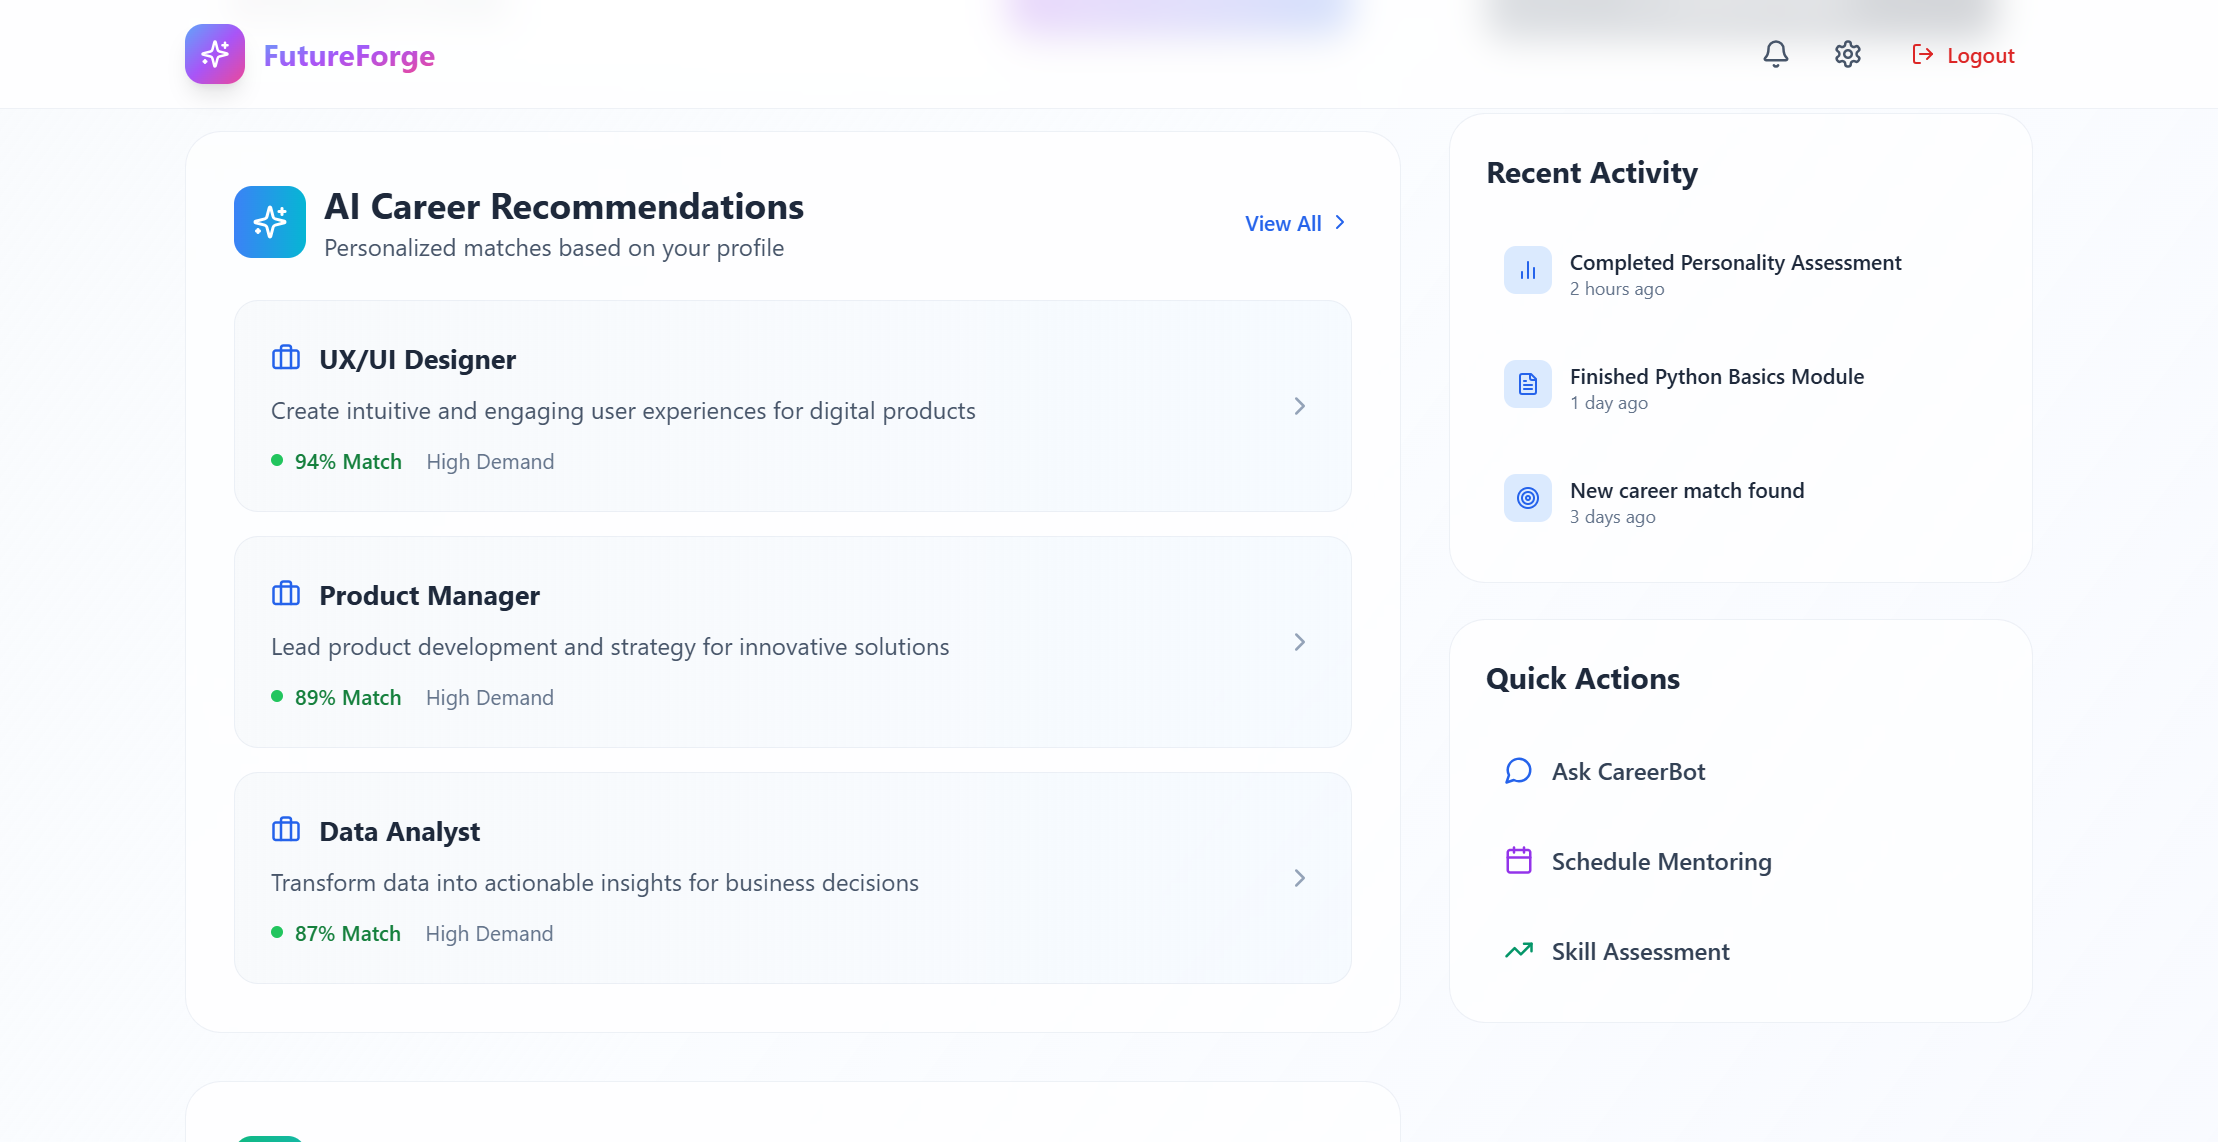 FutureForge
Logout
AI Career Recommendations
Personalized matches based on your profile
View All
UX/UI Designer
Create intuitive and engaging user experiences for digital products
94% Match High Demand
Product Manager
Lead product development and strategy for innovative solutions
89% Match High Demand
Data Analyst
Transform data into actionable insights for business decisions
87% Match High Demand
Recent Activity
Completed Personality Assessment
2 hours ago
Finished Python Basics Module
1 day ago
New career match found
3 days ago
Quick Actions
Ask CareerBot
Schedule Mentoring
Skill Assessment